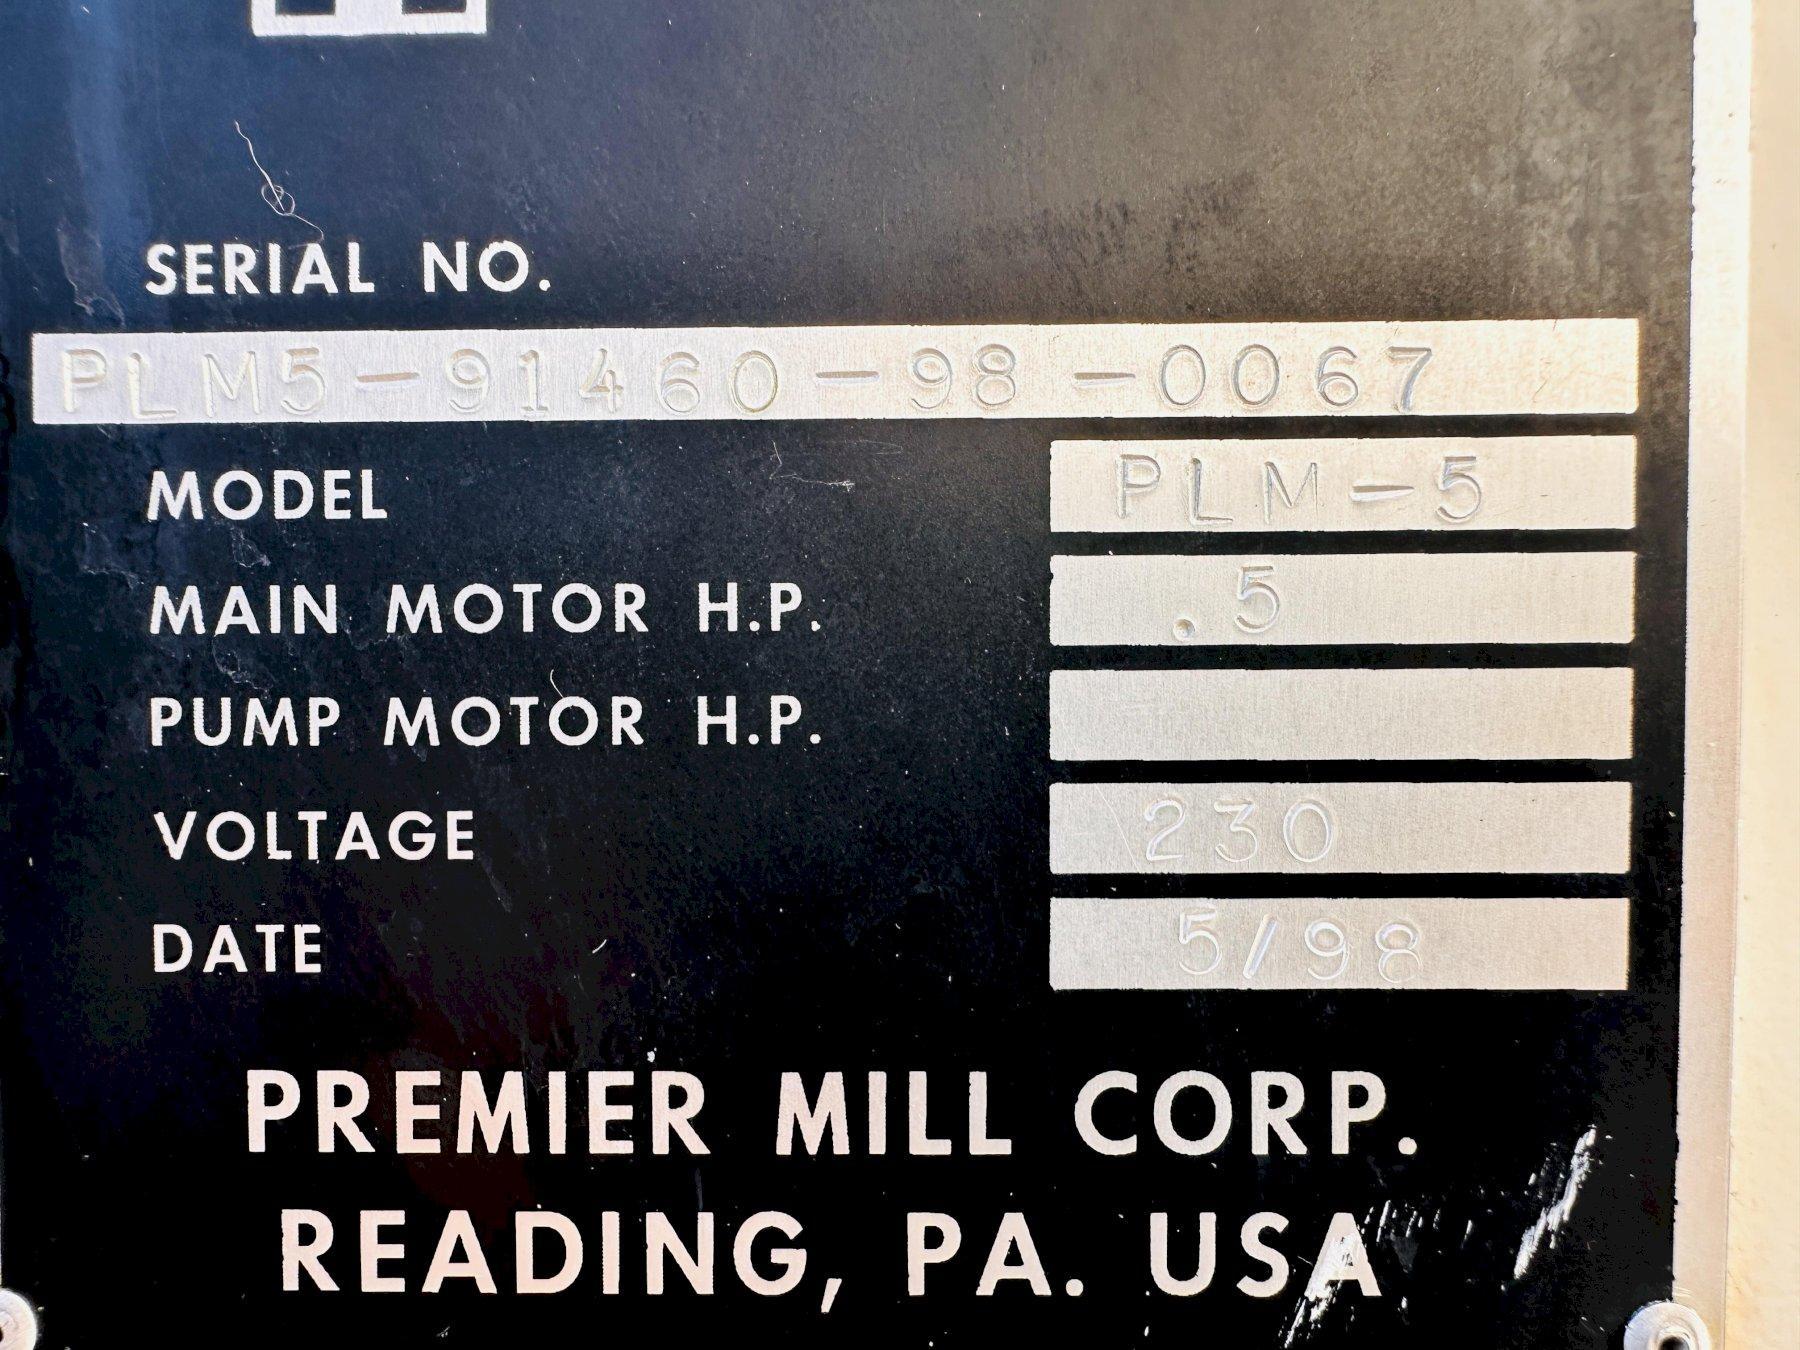 SERIAL NO.
PLM5-91460-98-0067
MODEL PLM-5
MAIN MOTOR H.P. .5
PUMP MOTOR H.P.
VOLTAGE 230
DATE 5/98
PREMIER MILL CORP.
READING, PA. USA